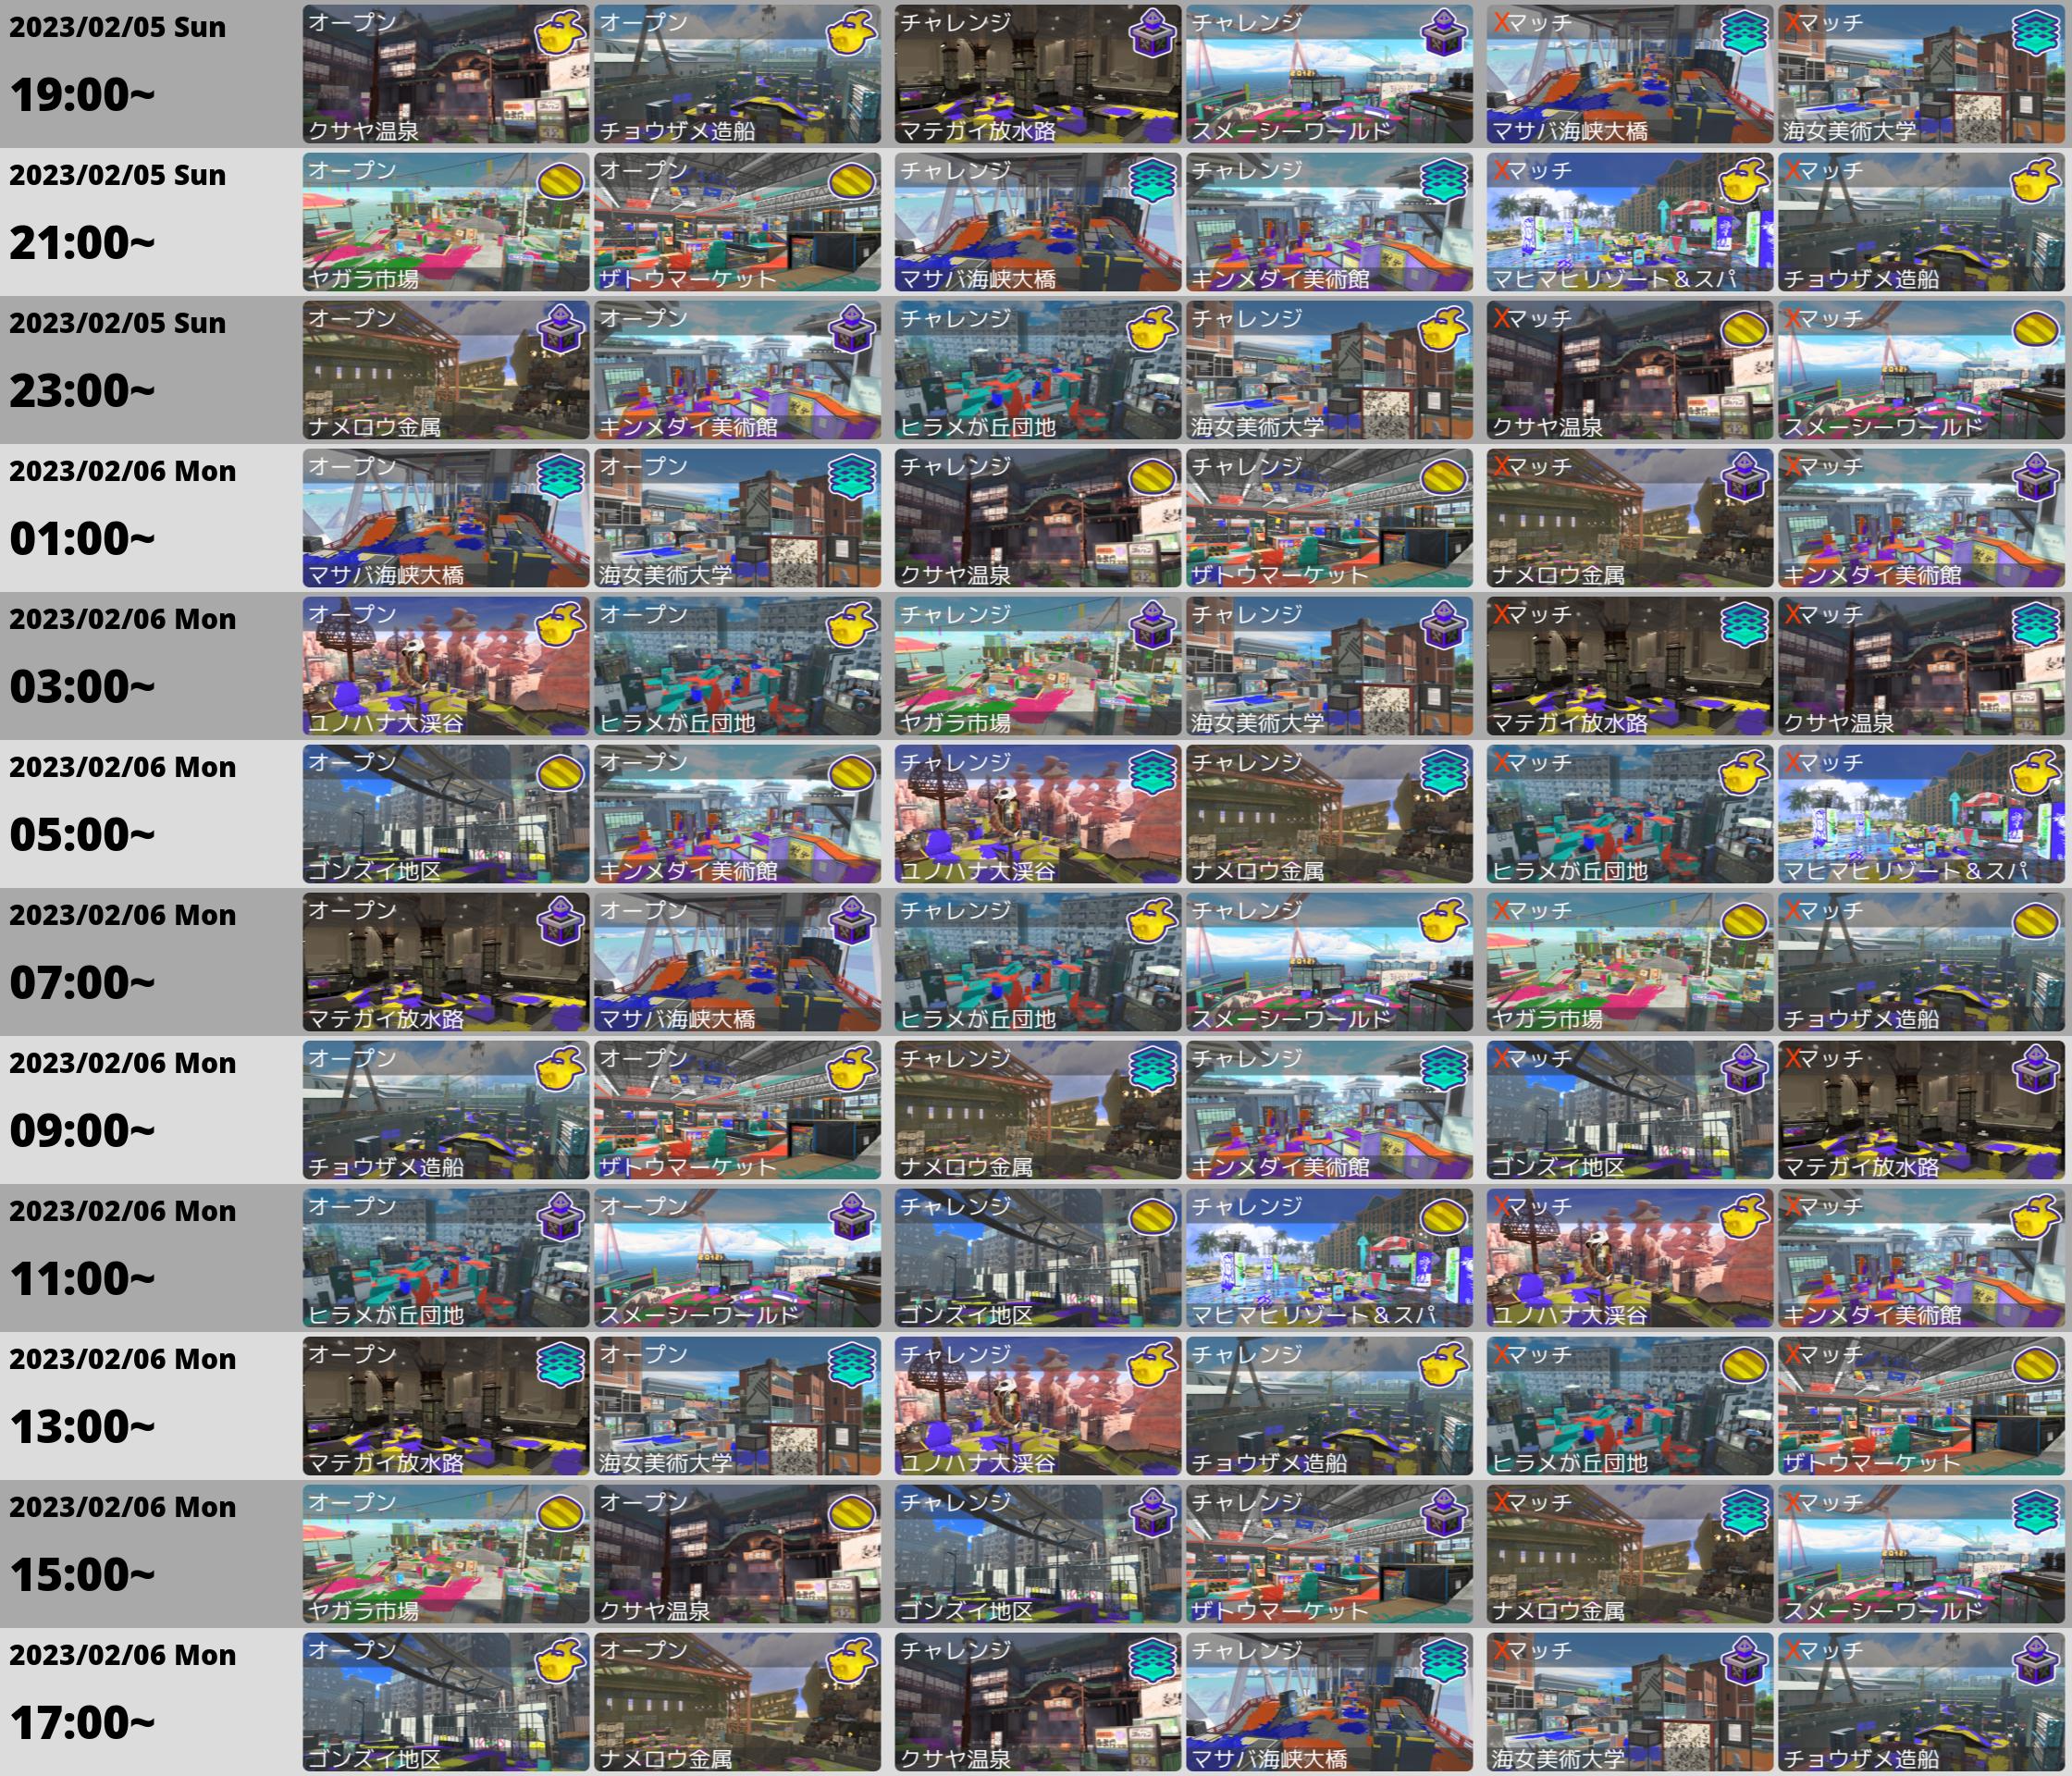 2023/02/05 Sun
19:00~
オープン オープン チャレンジ チャレンジ Xマッチ Xマッチ
クサヤ温泉 チョウザメ造船 マテガイ放水路 スメーシーワールド マサバ海峡大橋 海女美術大学
2023/02/05 Sun
21:00~
オープン オープン チャレンジ チャレンジ Xマッチ Xマッチ
ヤガラ市場 ザトウマーケット マサバ海峡大橋 キンメダイ美術館 マヒマヒリゾート&スパ チョウザメ造船
2023/02/05 Sun
23:00~
オープン オープン チャレンジ チャレンジ Xマッチ Xマッチ
ナメロウ金属 キンメダイ美術館 ヒラメが丘団地 海女美術大学 クサヤ温泉 スメーシーワールド
2023/02/06 Mon
01:00~
オープン オープン チャレンジ チャレンジ Xマッチ Xマッチ
マサバ海峡大橋 海女美術大学 クサヤ温泉 ザトウマーケット ナメロウ金属 キンメダイ美術館
2023/02/06 Mon
03:00~
オープン オープン チャレンジ チャレンジ Xマッチ Xマッチ
ユノハナ大渓谷 ヒラメが丘団地 ヤガラ市場 海女美術大学 マテガイ放水路 クサヤ温泉
2023/02/06 Mon
05:00~
オープン オープン チャレンジ チャレンジ Xマッチ Xマッチ
ゴンズイ地区 キンメダイ美術館 ユノハナ大渓谷 ナメロウ金属 ヒラメが丘団地 マヒマヒリゾート&スパ
2023/02/06 Mon
07:00~
オープン オープン チャレンジ チャレンジ Xマッチ Xマッチ
マテガイ放水路 マサバ海峡大橋 ヒラメが丘団地 スメーシーワールド ヤガラ市場 チョウザメ造船
2023/02/06 Mon
09:00~
オープン オープン チャレンジ チャレンジ Xマッチ Xマッチ
チョウザメ造船 ザトウマーケット ナメロウ金属 キンメダイ美術館 ゴンズイ地区 マテガイ放水路
2023/02/06 Mon
11:00~
オープン オープン チャレンジ チャレンジ Xマッチ Xマッチ
ヒラメが丘団地 スメーシーワールド ゴンズイ地区 マヒマヒリゾート&スパ ユノハナ大渓谷 キンメダイ美術館
2023/02/06 Mon
13:00~
オープン オープン チャレンジ チャレンジ Xマッチ Xマッチ
マテガイ放水路 海女美術大学 ユノハナ大渓谷 チョウザメ造船 ヒラメが丘団地 ザトウマーケット
2023/02/06 Mon
15:00~
オープン オープン チャレンジ チャレンジ Xマッチ Xマッチ
ヤガラ市場 クサヤ温泉 ゴンズイ地区 ザトウマーケット ナメロウ金属 スメーシーワールド
2023/02/06 Mon
17:00~
オープン オープン チャレンジ チャレンジ Xマッチ Xマッチ
ゴンズイ地区 ナメロウ金属 クサヤ温泉 マサバ海峡大橋 海女美術大学 チョウザメ造船